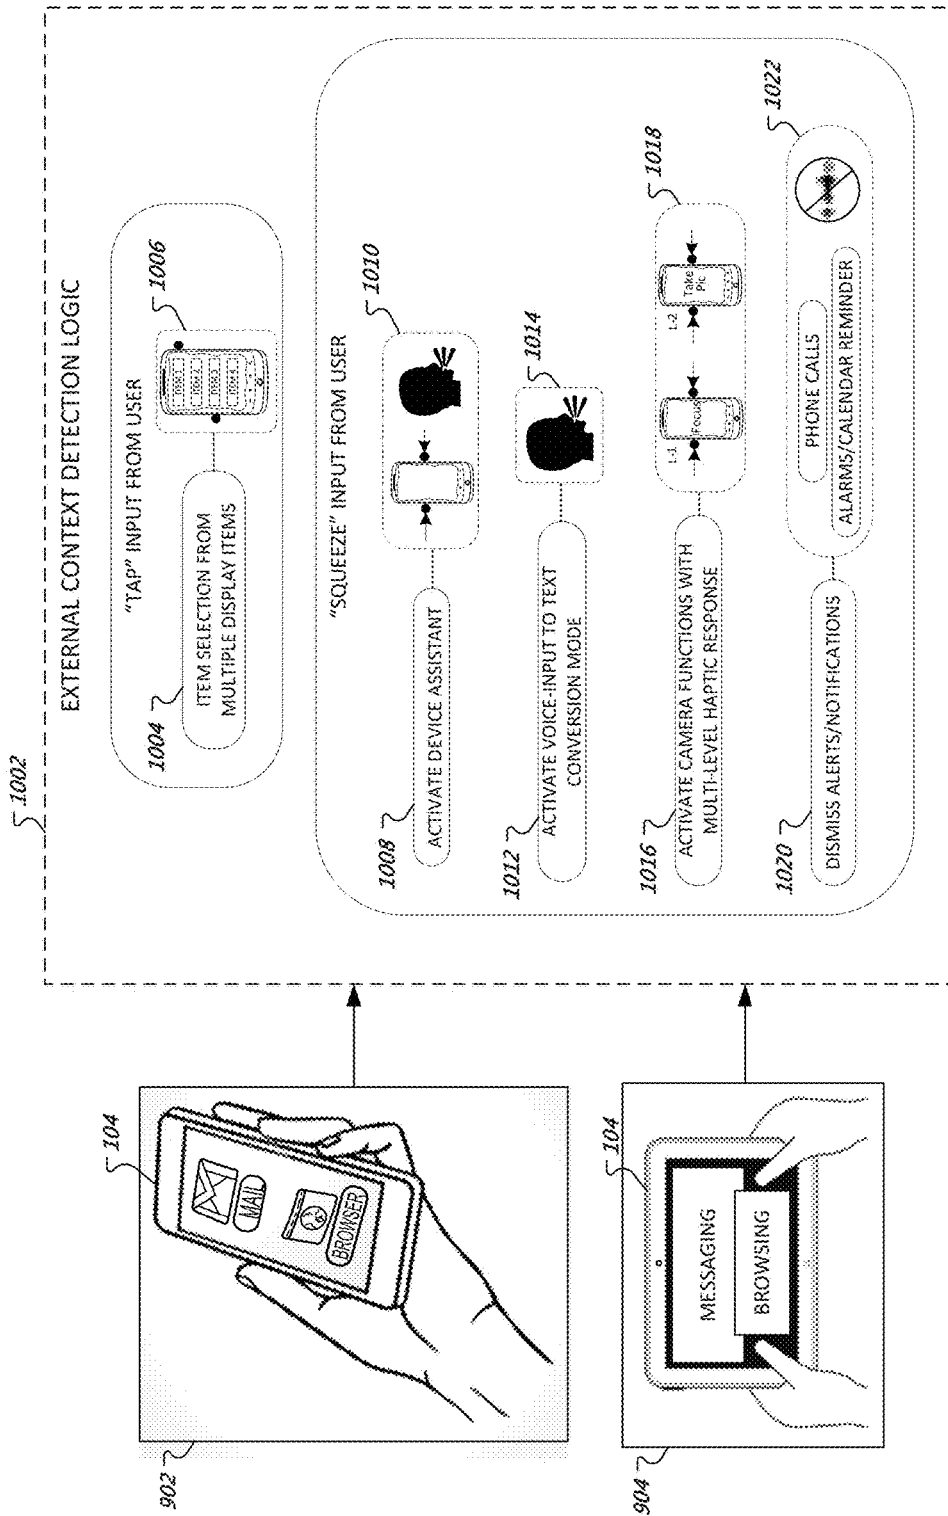 902
104
MAIL
BROWSER
904
104
MESSAGING
BROWSING
1002
EXTERNAL CONTEXT DETECTION LOGIC
"TAP" INPUT FROM USER
1004
ITEM SELECTION FROM
MULTIPLE DISPLAY ITEMS
1006
"SQUEEZE" INPUT FROM USER
1008
ACTIVATE DEVICE ASSISTANT
1010
1012
ACTIVATE VOICE-INPUT TO TEXT
CONVERSION MODE
1014
1016
ACTIVATE CAMERA FUNCTIONS WITH
MULTI-LEVEL HAPTIC RESPONSE
1018
L-1
Focus
L-2
Take
Pic
1020
DISMISS ALERTS/NOTIFICATIONS
1022
PHONE CALLS
ALARMS/CALENDAR REMINDER